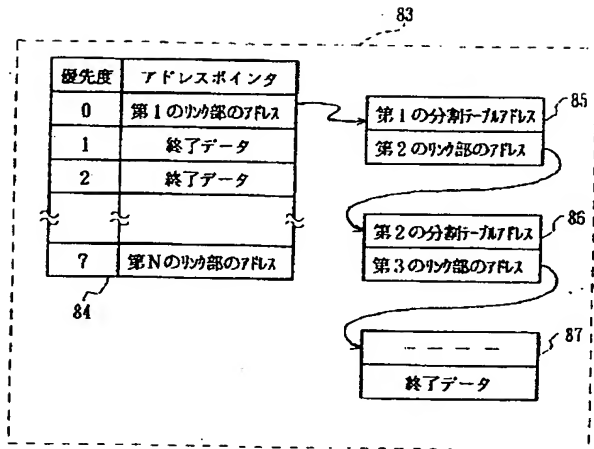 83
優先度 アドレスポインタ
0 第1のリンク部のアドレス
1 終了データ
2 終了データ
7 第Nのリンク部のアドレス
84
第1の分割テーブルアドレス
第2のリンク部のアドレス
85
第2の分割テーブルアドレス
第3のリンク部のアドレス
86
－－－－
終了データ
87